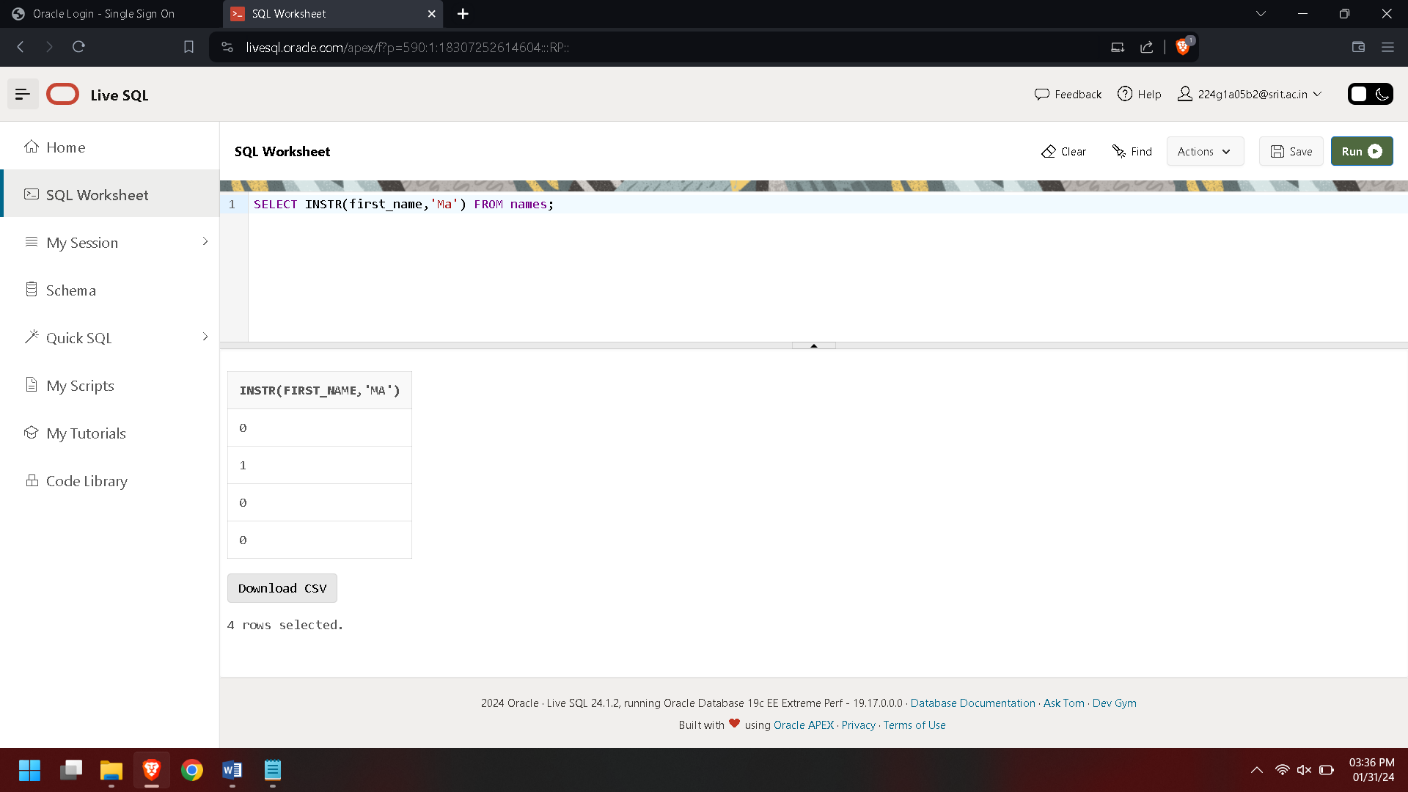 Oracle Login - Single Sign On
SQL Worksheet
livesql.oracle.com/apex/f?p=590:1:18307252614604:::RP::
1
Live SQL
Feedback
Help
224g1a05b2@srit.ac.in
Home
SQL Worksheet
My Session
Schema
Quick SQL
My Scripts
My Tutorials
Code Library
SQL Worksheet
Clear
Find
Actions
Save
Run
1 SELECT INSTR(first_name,'Ma') FROM names;
INSTR(FIRST_NAME,'MA')
0
1
0
0
Download CSV
4 rows selected.
2024 Oracle · Live SQL 24.1.2, running Oracle Database 19c EE Extreme Perf - 19.17.0.0.0 · Database Documentation · Ask Tom · Dev Gym
Built with ❤ using Oracle APEX · Privacy · Terms of Use
03:36 PM
01/31/24